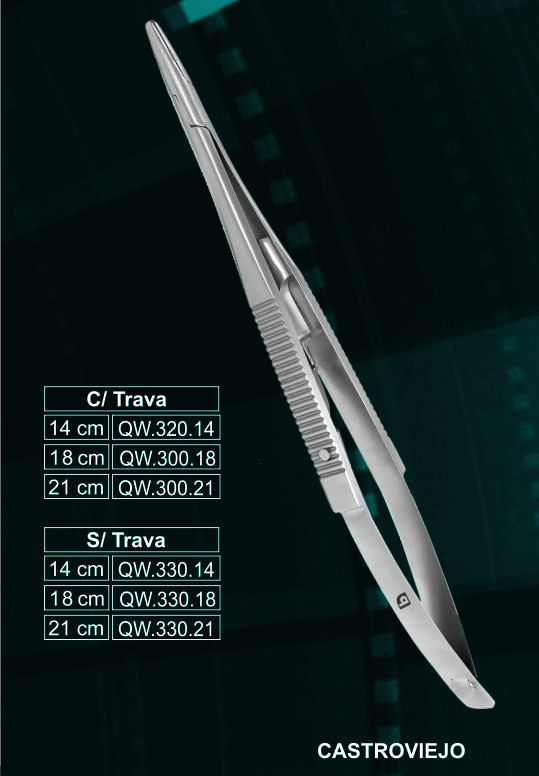 C/ Trava
14 cm QW.320.14
18 cm QW.300.18
21 cm QW.300.21
S/ Trava
14 cm QW.330.14
18 cm QW.330.18
21 cm QW.330.21
CASTROVIEJO